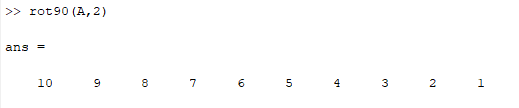 >> rot90(A,2)
ans =
10 9 8 7 6 5 4 3 2 1